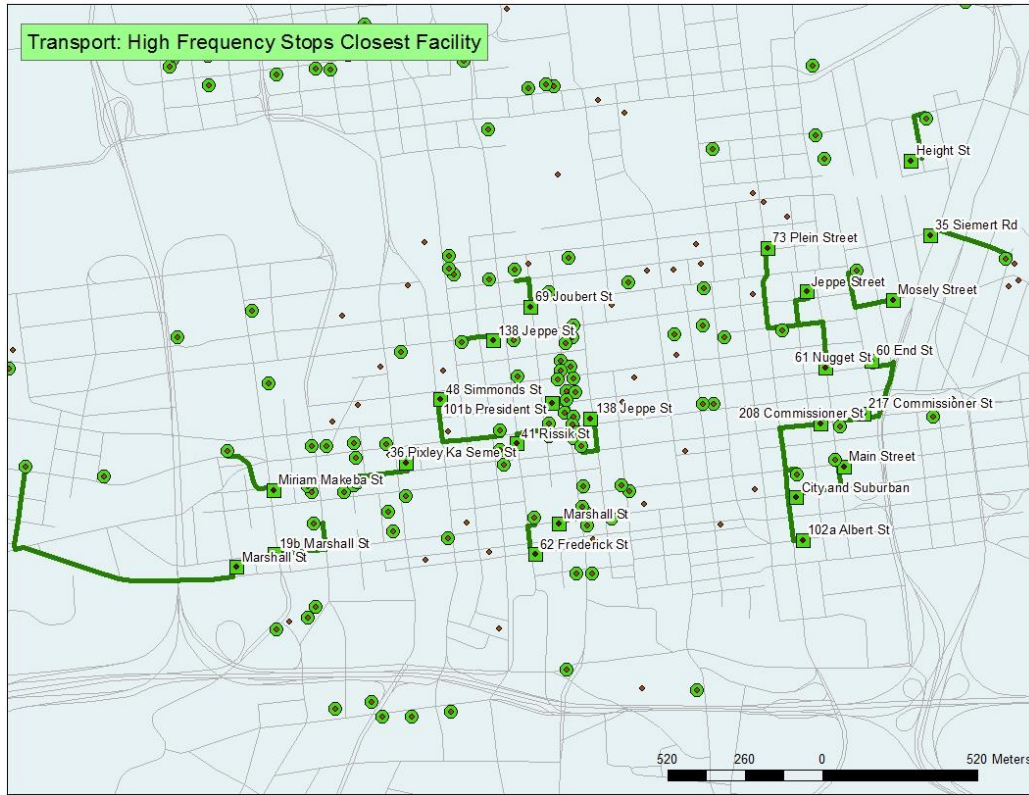 Transport: High Frequency Stops Closest Facility
Height St
35 Siemert Rd
73 Plein Street
Jeppe Street
Mosely Street
69 Joubert St
138 Jeppe St
61 Nugget St
60 End St
48 Simmonds St
101b President St
138 Jeppe St
208 Commissioner St
217 Commissioner St
41 Rissik St
36 Pixley Ka Seme St
Main Street
Miriam Makeba St
City and Suburban
Marshall St
102a Albert St
19b Marshall St
62 Frederick St
Marshall St
520 260 0 520 Meters